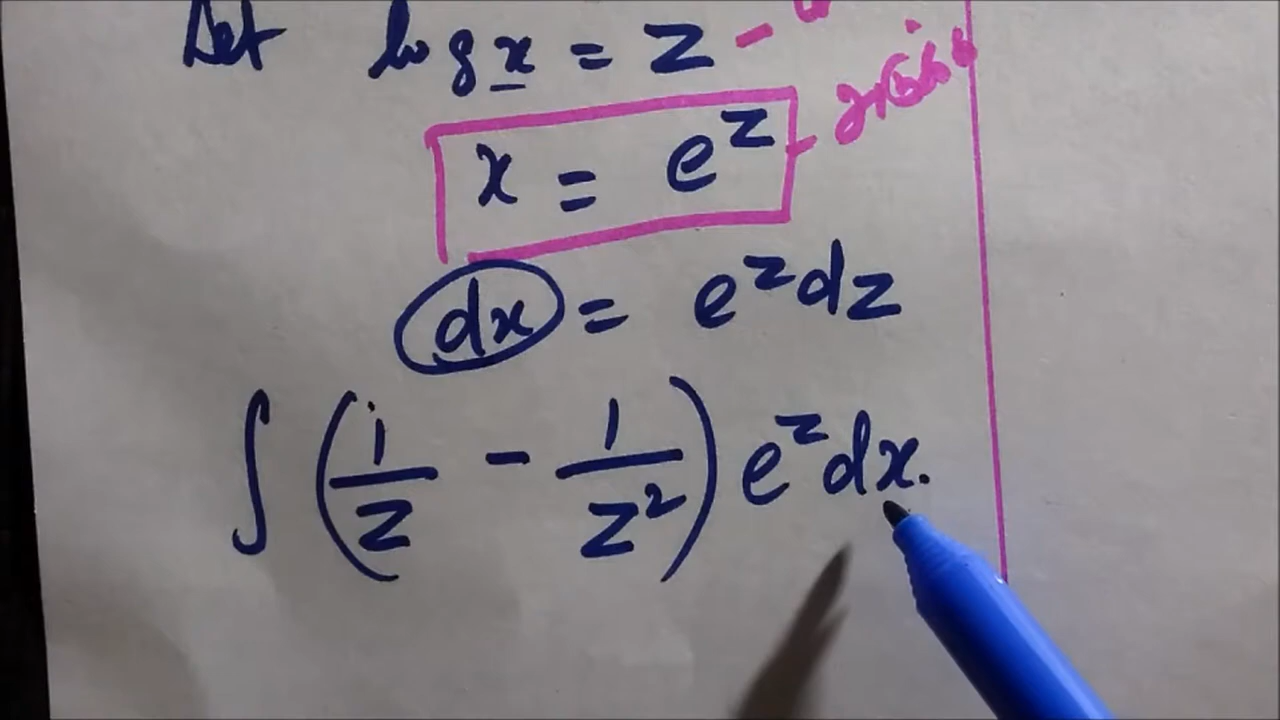 Let log x = z -
x = e^z -
dx = e^z dz
∫ (1/z - 1/z²) e^z dx.